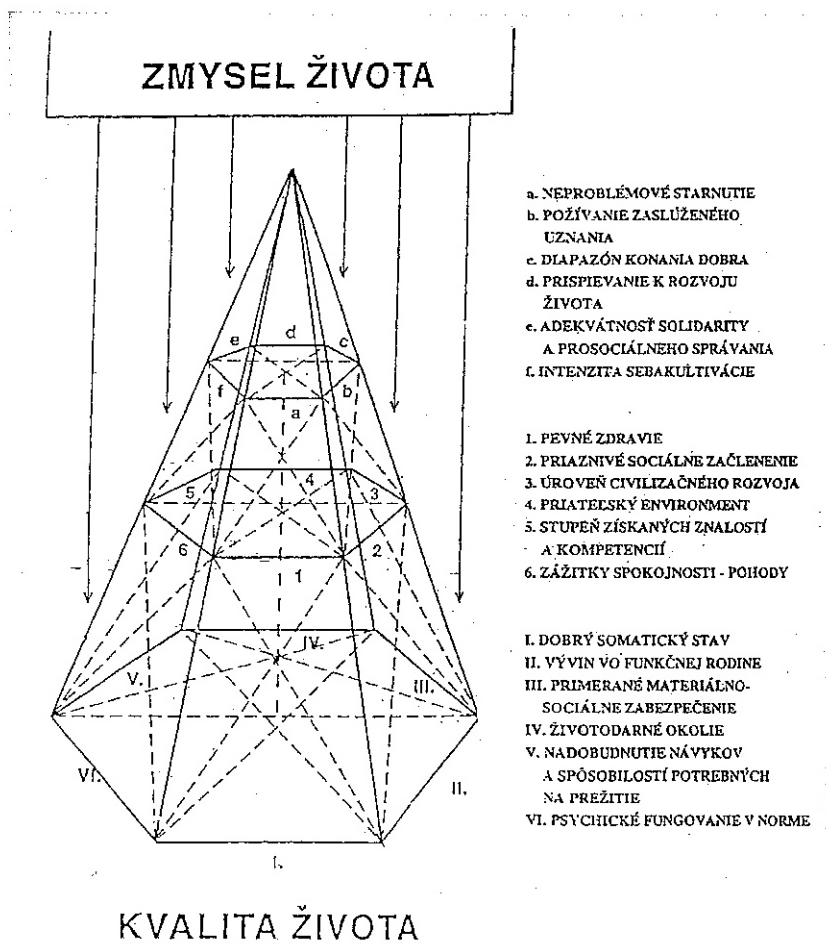 ZMYSEL ŽIVOTA
a. NEPROBLÉMOVÉ STARNUTIE
b. POŽÍVANIE ZASLÚŽENÉHO
UZNANIA
c. DIAPAZÓN KONANIA DOBRA
d. PRISPIEVANIE K ROZVOJU
ŽIVOTA
e. ADEKVÁTNOSŤ SOLIDARITY
A PROSOCIÁLNEHO SPRÁVANIA
f. INTENZITA SEBAKULTIVÁCIE
e
d
c
f
a
b
1. PEVNÉ ZDRAVIE
2. PRIAZNIVÉ SOCIÁLNE ZAČLENENIE
3. ÚROVEŇ CIVILIZAČNÉHO ROZVOJA
4. PRIATEĽSKÝ ENVIRONMENT
5. STUPEŇ ZÍSKANÝCH ZNALOSTÍ
A KOMPETENCIÍ
6. ZÁŽITKY SPOKOJNOSTI - POHODY
5
4
3
6
1
2
I. DOBRÝ SOMATICKÝ STAV
II. VÝVIN VO FUNKČNEJ RODINE
III. PRIMERANÉ MATERIÁLNO-
SOCIÁLNE ZABEZPEČENIE
IV. ŽIVOTODARNÉ OKOLIE
V. NADOBUDNUTIE NÁVYKOV
A SPÔSOBILOSTÍ POTREBNÝCH
NA PREŽITIE
VI. PSYCHICKÉ FUNGOVANIE V NORME
IV.
V.
III.
VI.
II.
I.
KVALITA ŽIVOTA